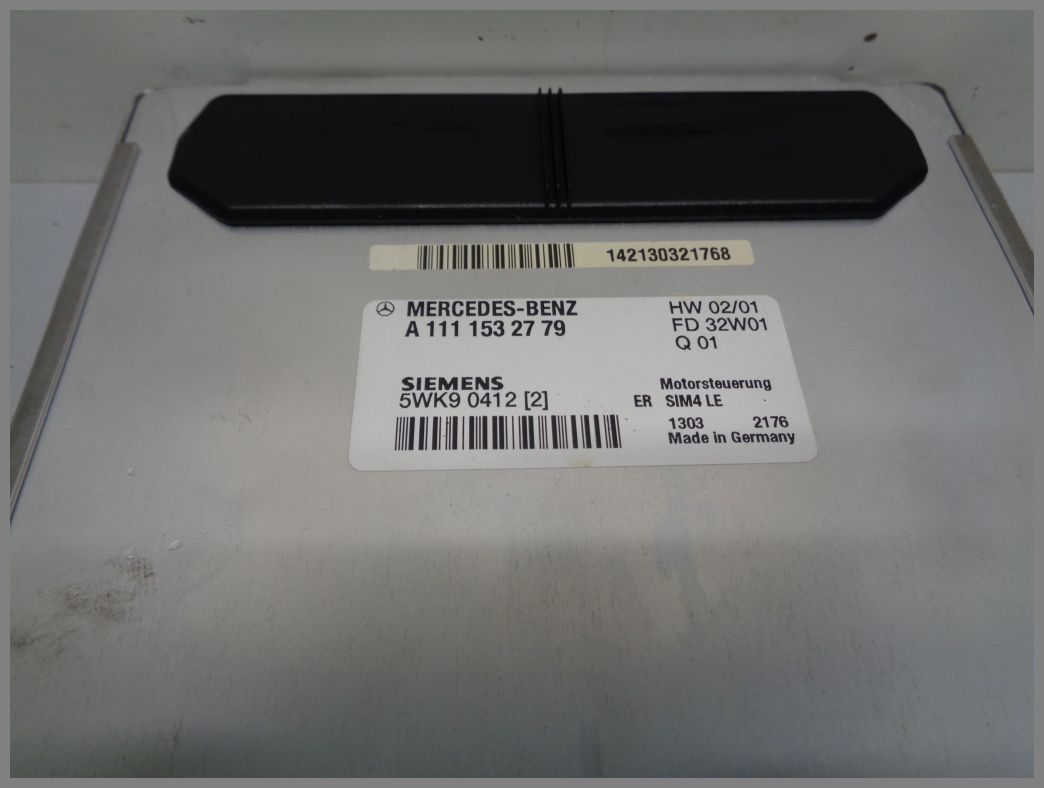 142130321768
MERCEDES-BENZ HW 02/01
A 111 153 27 79 FD 32W01
Q 01
SIEMENS Motorsteuerung
5WK9 0412 [2] ER SIM4 LE
1303 2176
Made in Germany